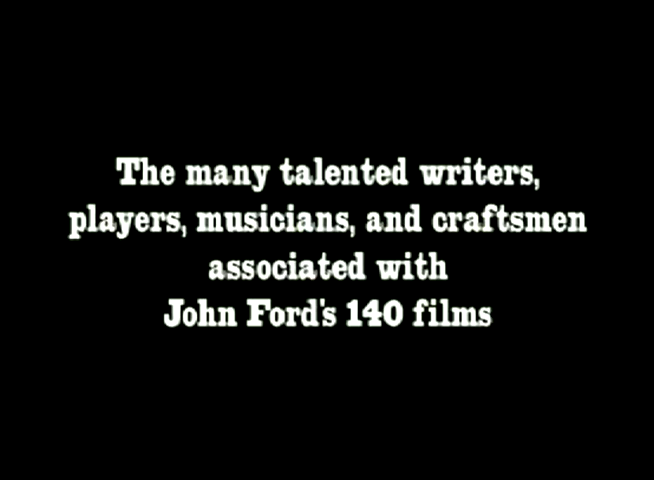 The many talented writers,
players, musicians, and craftsmen
associated with
John Ford's 140 films